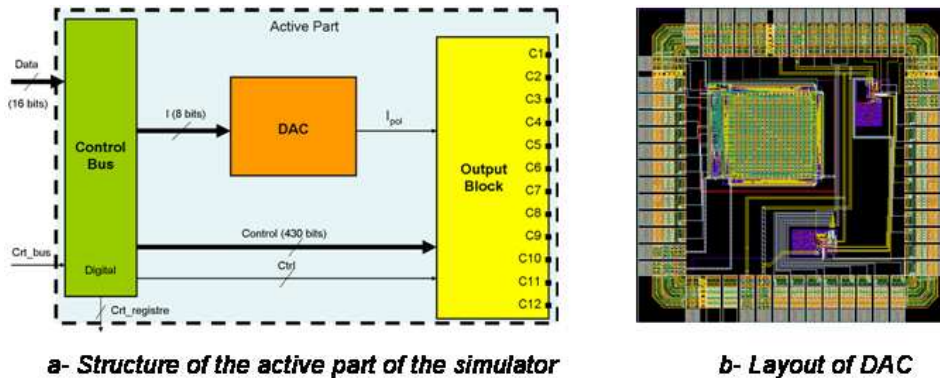 Active Part
Data
(16 bits)
I (8 bits)
DAC
I_pol
Control
Bus
Output
Block
C1
C2
C3
C4
C5
C6
C7
C8
C9
C10
C11
C12
Control (430 bits)
Crt_bus
Digital
Ctrl
Crt_registre
a- Structure of the active part of the simulator
b- Layout of DAC